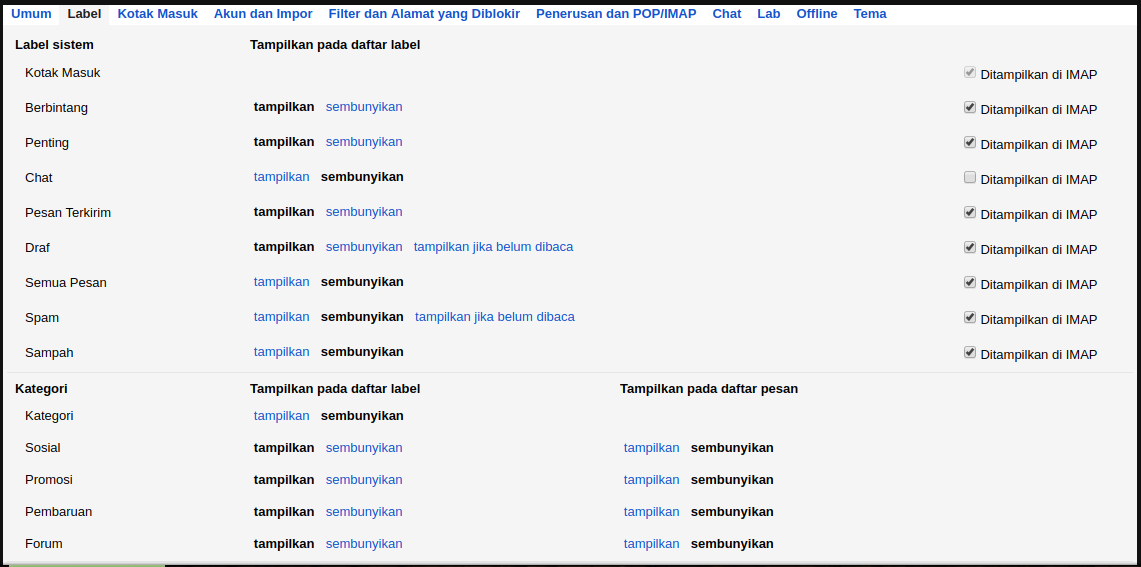 Umum Label Kotak Masuk Akun dan Impor Filter dan Alamat yang Diblokir Penerusan dan POP/IMAP Chat Lab Offline Tema
Label sistem Tampilkan pada daftar label
Kotak Masuk Ditampilkan di IMAP
Berbintang tampilkan sembunyikan Ditampilkan di IMAP
Penting tampilkan sembunyikan Ditampilkan di IMAP
Chat tampilkan sembunyikan Ditampilkan di IMAP
Pesan Terkirim tampilkan sembunyikan Ditampilkan di IMAP
Draf tampilkan sembunyikan tampilkan jika belum dibaca Ditampilkan di IMAP
Semua Pesan tampilkan sembunyikan Ditampilkan di IMAP
Spam tampilkan sembunyikan tampilkan jika belum dibaca Ditampilkan di IMAP
Sampah tampilkan sembunyikan Ditampilkan di IMAP
Kategori Tampilkan pada daftar label Tampilkan pada daftar pesan
Kategori tampilkan sembunyikan
Sosial tampilkan sembunyikan tampilkan sembunyikan
Promosi tampilkan sembunyikan tampilkan sembunyikan
Pembaruan tampilkan sembunyikan tampilkan sembunyikan
Forum tampilkan sembunyikan tampilkan sembunyikan